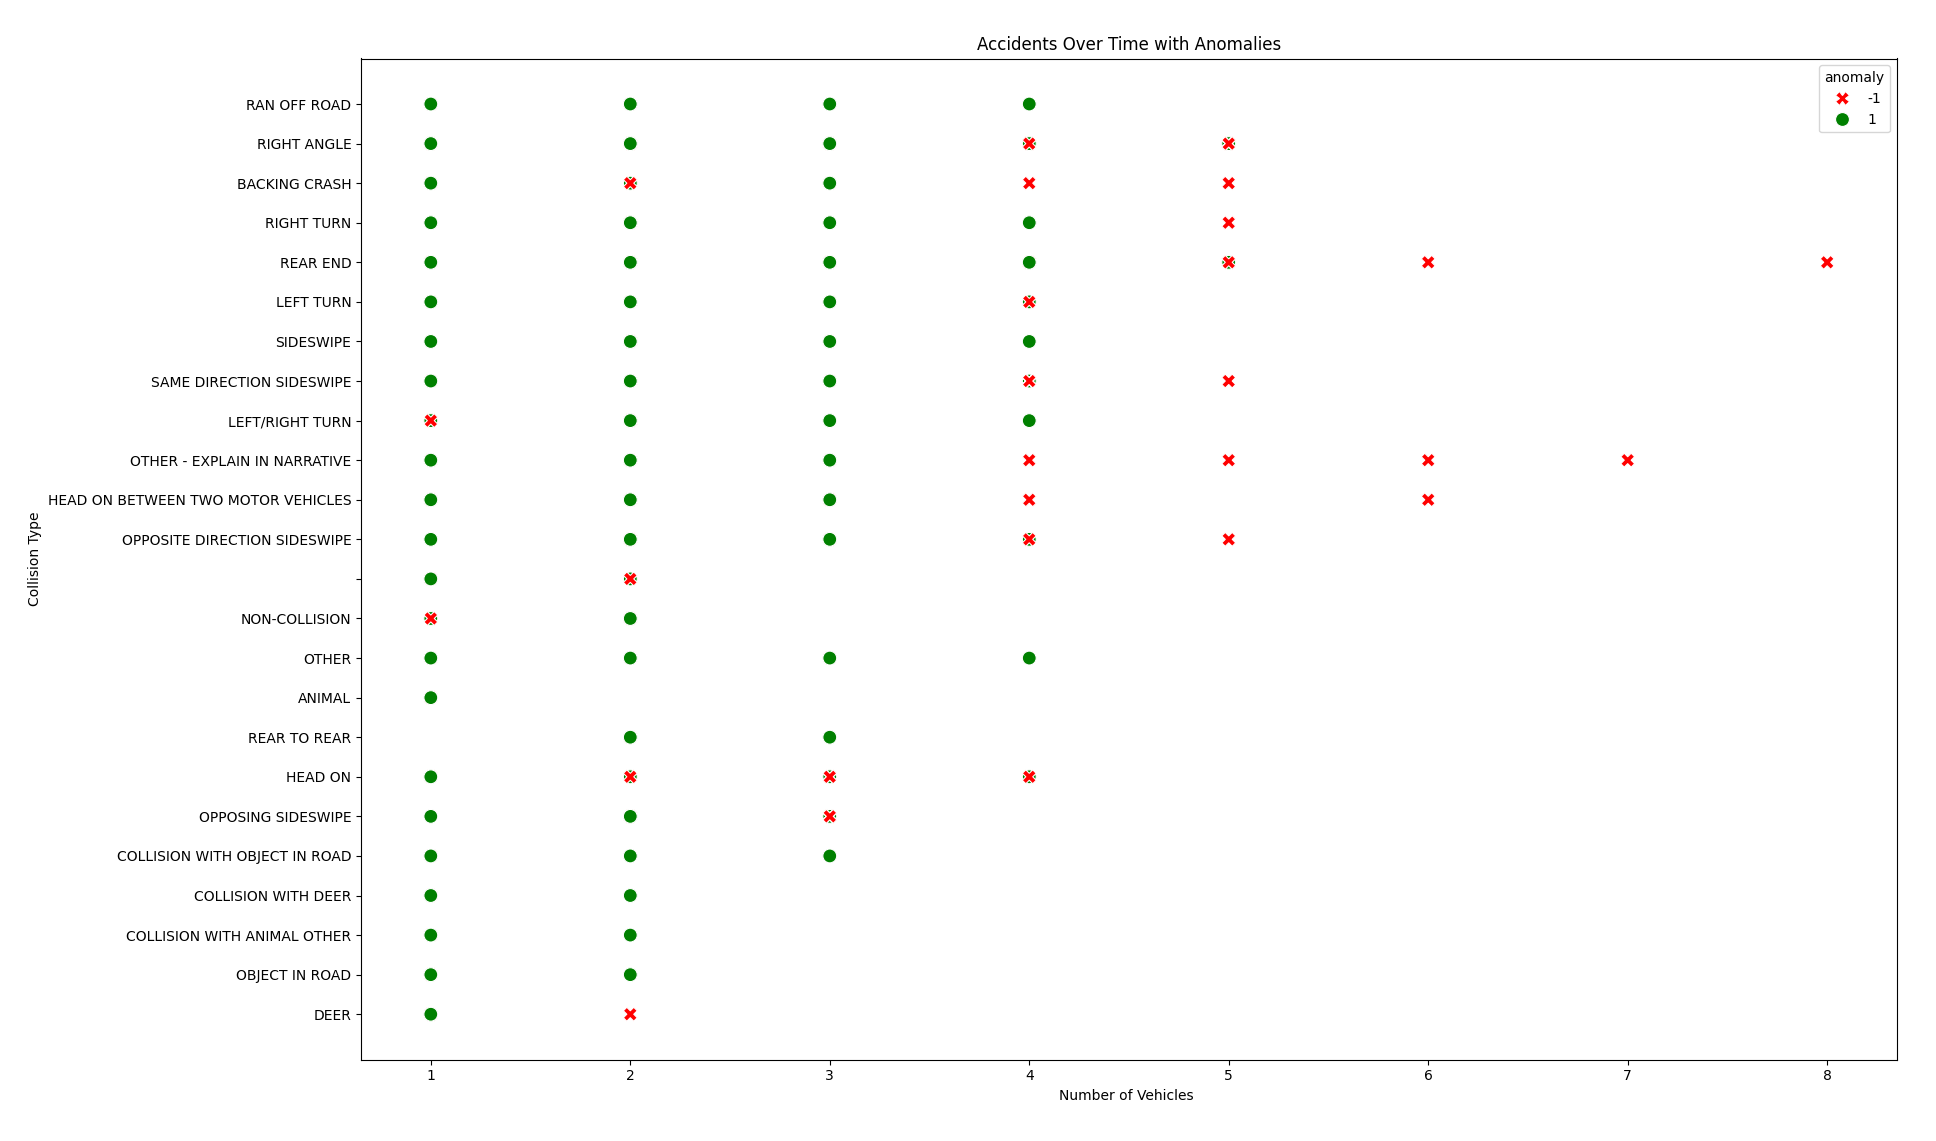 Accidents Over Time with Anomalies
anomaly
-1
1
RAN OFF ROAD
RIGHT ANGLE
BACKING CRASH
RIGHT TURN
REAR END
LEFT TURN
SIDESWIPE
SAME DIRECTION SIDESWIPE
LEFT/RIGHT TURN
OTHER - EXPLAIN IN NARRATIVE
HEAD ON BETWEEN TWO MOTOR VEHICLES
OPPOSITE DIRECTION SIDESWIPE
NON-COLLISION
OTHER
ANIMAL
REAR TO REAR
HEAD ON
OPPOSING SIDESWIPE
COLLISION WITH OBJECT IN ROAD
COLLISION WITH DEER
COLLISION WITH ANIMAL OTHER
OBJECT IN ROAD
DEER
Collision Type
1 2 3 4 5 6 7 8
Number of Vehicles